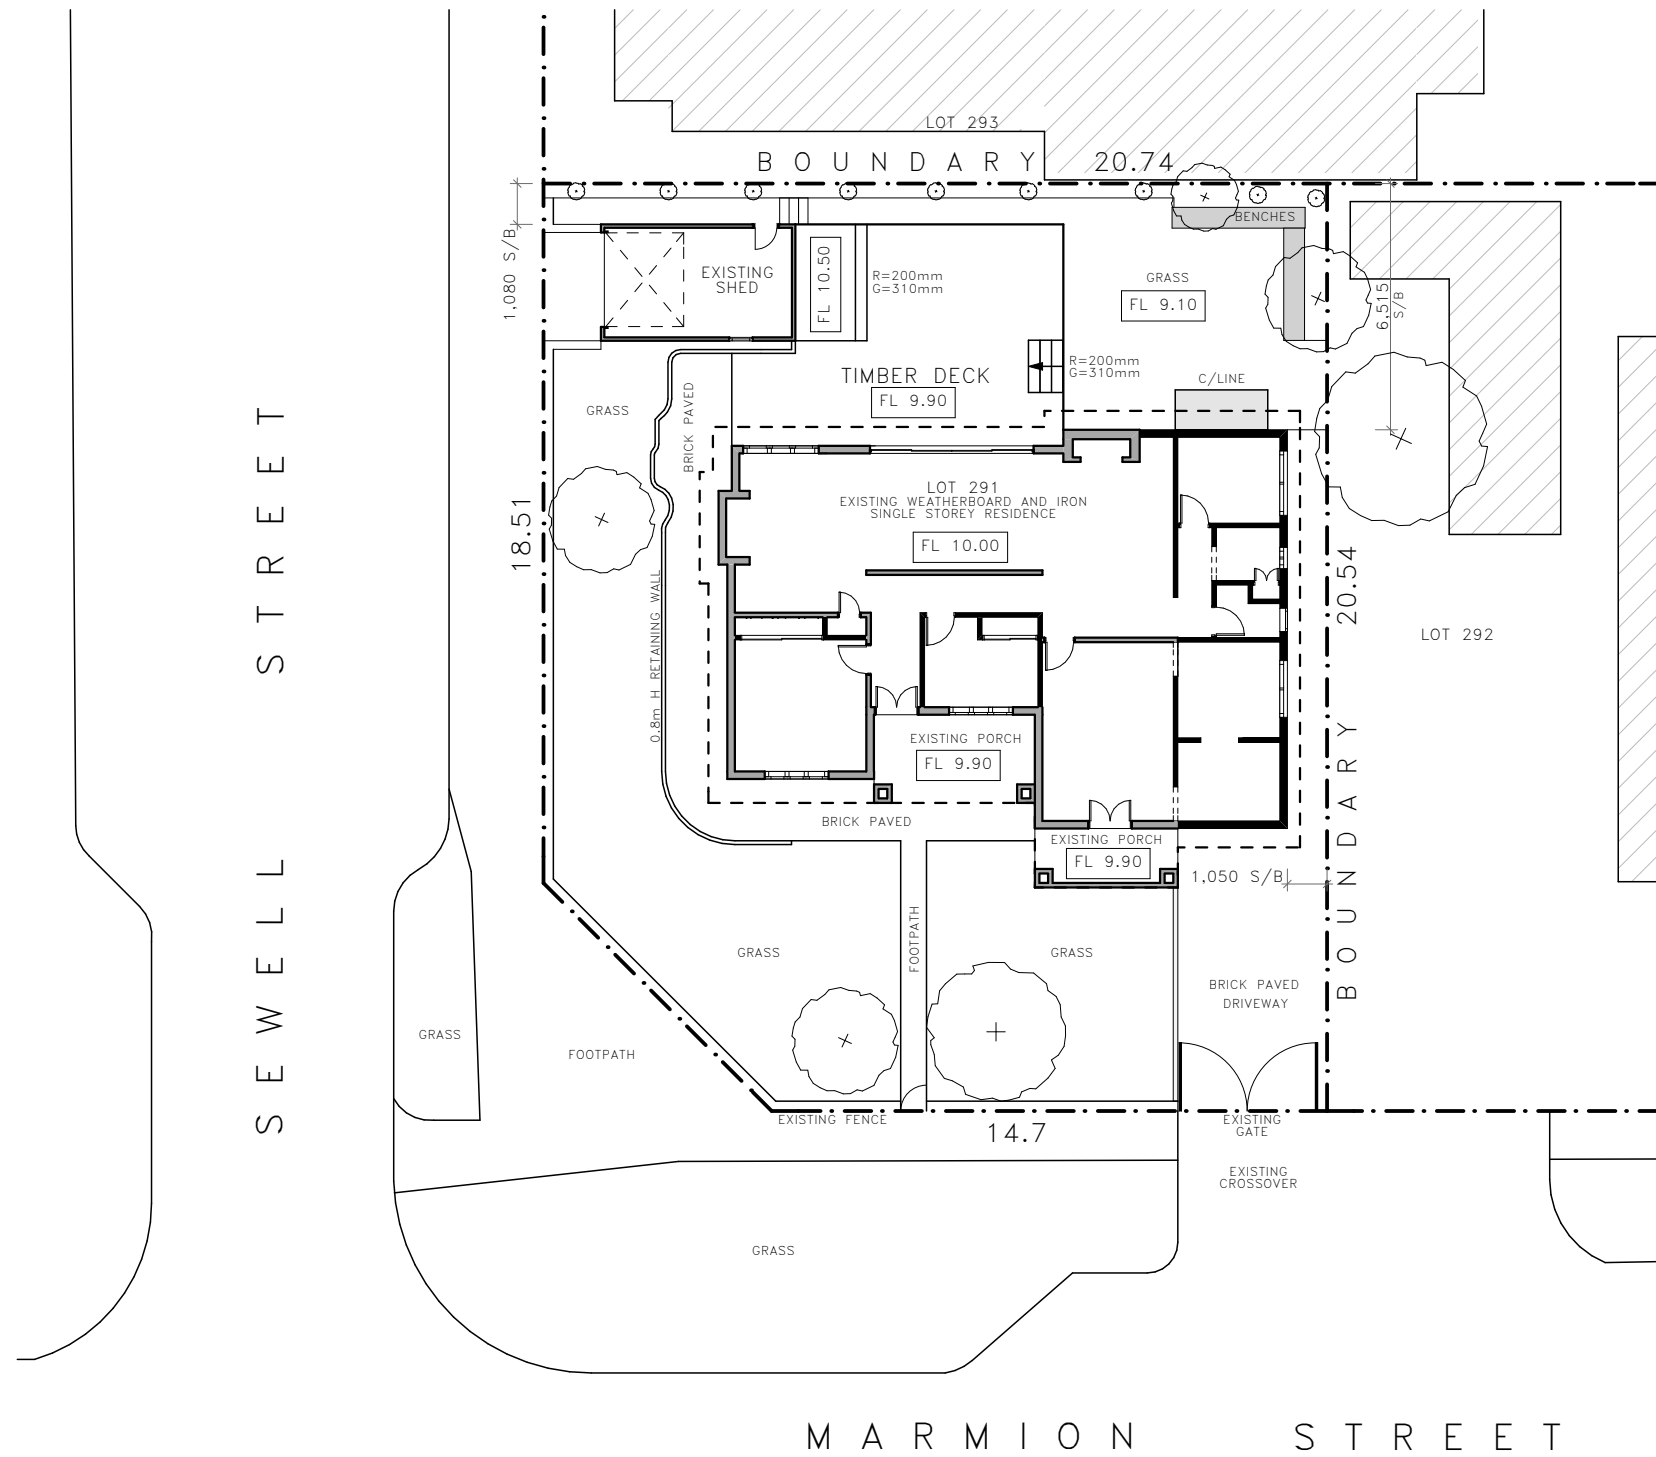 LOT 293
BOUNDARY 20.74
BENCHES
1,080 S/B
EXISTING
SHED
FL 10.50
R=200mm
G=310mm
GRASS
FL 9.10
6,515
S/B
TIMBER DECK
FL 9.90
R=200mm
G=310mm
C/LINE
GRASS
BRICK PAVED
LOT 291
EXISTING WEATHERBOARD AND IRON
SINGLE STOREY RESIDENCE
FL 10.00
18.51
20.54
BOUNDARY
LOT 292
0.8m H RETAINING WALL
EXISTING PORCH
FL 9.90
BRICK PAVED
EXISTING PORCH
FL 9.90
1,050 S/B
FOOTPATH
GRASS
GRASS
BRICK PAVED
DRIVEWAY
GRASS
FOOTPATH
EXISTING FENCE
14.7
EXISTING
GATE
EXISTING
CROSSOVER
GRASS
SEWELL STREET
MARMION STREET